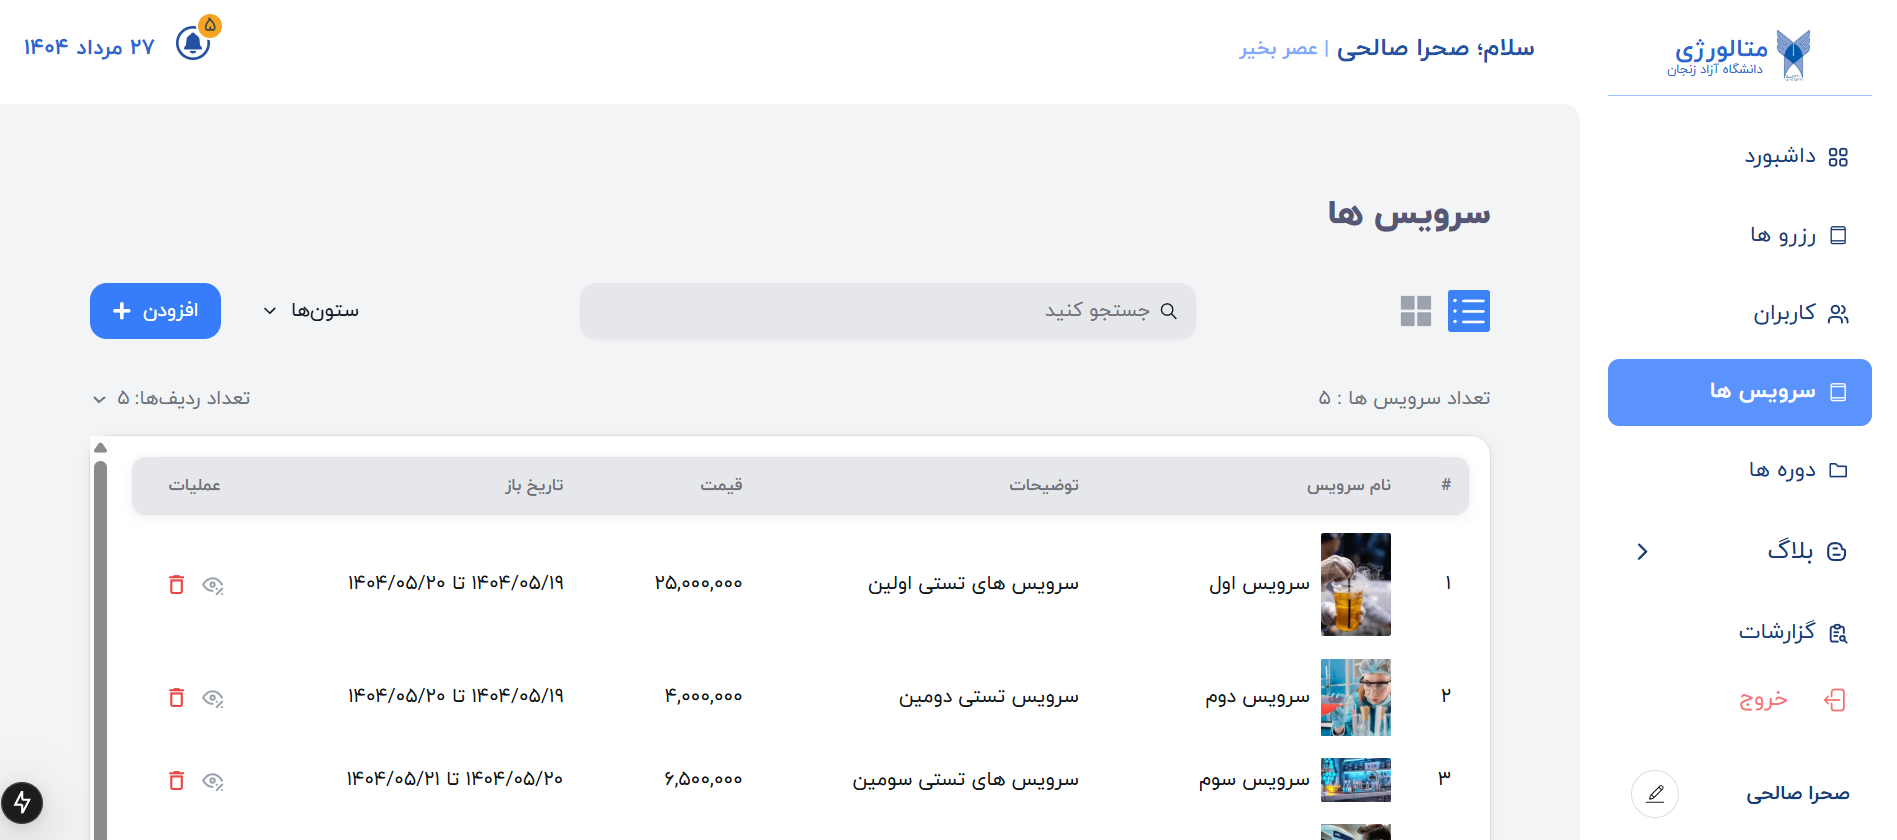 متالورژی
دانشگاه آزاد زنجان
سلام؛ صحرا صالحی | عصر بخیر
۵
۲۷ مرداد ۱۴۰۴
داشبورد
رزرو ها
کاربران
سرویس ها
دوره ها
بلاگ
گزارشات
خروج
صحرا صالحی
سرویس ها
جستجو کنید
ستون‌ها
افزودن +
تعداد سرویس ها : ۵
تعداد ردیف‌ها: ۵
# نام سرویس توضیحات قیمت تاریخ باز عملیات
۱ سرویس اول سرویس های تستی اولین ۲۵,۰۰۰,۰۰۰ ۱۴۰۴/۰۵/۱۹ تا ۱۴۰۴/۰۵/۲۰
۲ سرویس دوم سرویس تستی دومین ۴,۰۰۰,۰۰۰ ۱۴۰۴/۰۵/۱۹ تا ۱۴۰۴/۰۵/۲۰
۳ سرویس سوم سرویس های تستی سومین ۶,۵۰۰,۰۰۰ ۱۴۰۴/۰۵/۲۰ تا ۱۴۰۴/۰۵/۲۱